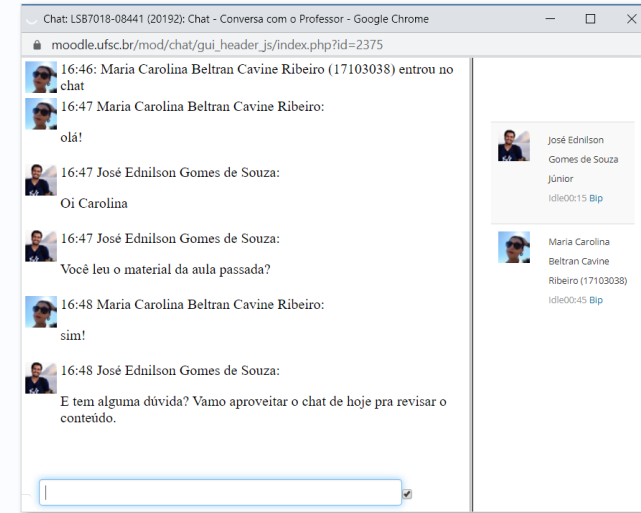 Chat: LSB7018-08441 (20192): Chat - Conversa com o Professor - Google Chrome
moodle.ufsc.br/mod/chat/gui_header_js/index.php?id=2375
16:46: Maria Carolina Beltran Cavine Ribeiro (17103038) entrou no
chat
16:47 Maria Carolina Beltran Cavine Ribeiro:
olá!
16:47 José Ednilson Gomes de Souza:
Oi Carolina
16:47 José Ednilson Gomes de Souza:
Você leu o material da aula passada?
16:48 Maria Carolina Beltran Cavine Ribeiro:
sim!
16:48 José Ednilson Gomes de Souza:
E tem alguma dúvida? Vamo aproveitar o chat de hoje pra revisar o
conteúdo.
José Ednilson
Gomes de Souza
Júnior
Idle00:15 Bip
Maria Carolina
Beltran Cavine
Ribeiro (17103038)
Idle00:45 Bip